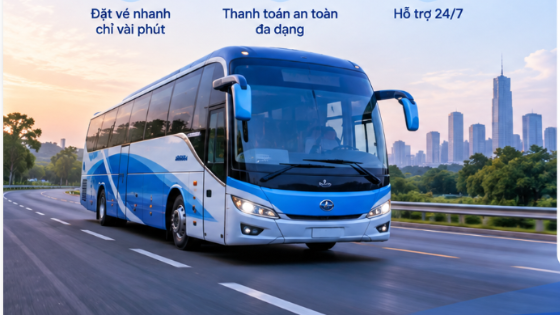 Đặt vé nhanh
chỉ vài phút
Thanh toán an toàn
đa dạng
Hỗ trợ 24/7